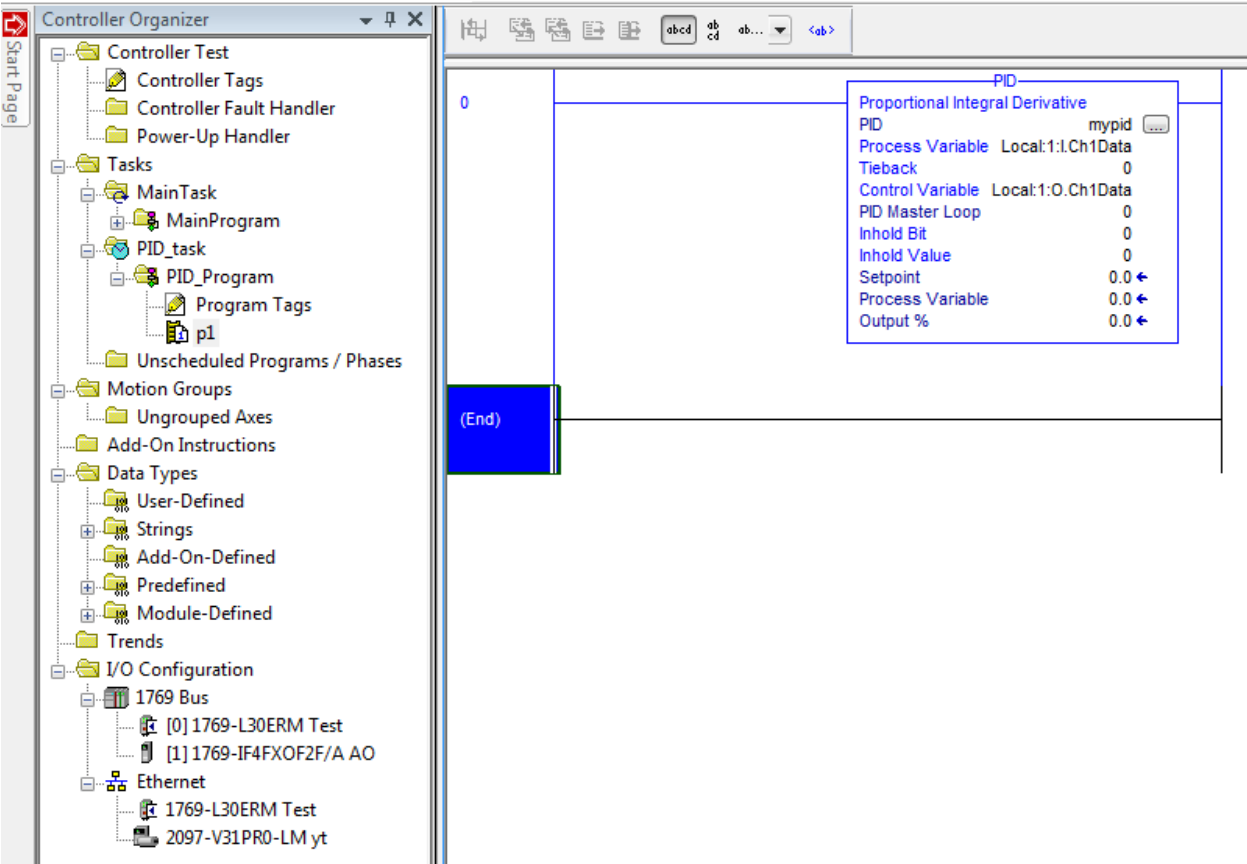 Start Page
Controller Organizer
Controller Test
Controller Tags
Controller Fault Handler
Power-Up Handler
Tasks
MainTask
MainProgram
PID_task
PID_Program
Program Tags
p1
Unscheduled Programs / Phases
Motion Groups
Ungrouped Axes
Add-On Instructions
Data Types
User-Defined
Strings
Add-On-Defined
Predefined
Module-Defined
Trends
I/O Configuration
1769 Bus
[0] 1769-L30ERM Test
[1] 1769-IF4FXOF2F/A AO
Ethernet
1769-L30ERM Test
2097-V31PR0-LM yt
abcd
ab
cd
ab...
<ab>
0
PID
Proportional Integral Derivative
PID mypid ...
Process Variable Local:1:I.Ch1Data
Tieback 0
Control Variable Local:1:O.Ch1Data
PID Master Loop 0
Inhold Bit 0
Inhold Value 0
Setpoint 0.0
Process Variable 0.0
Output % 0.0
(End)